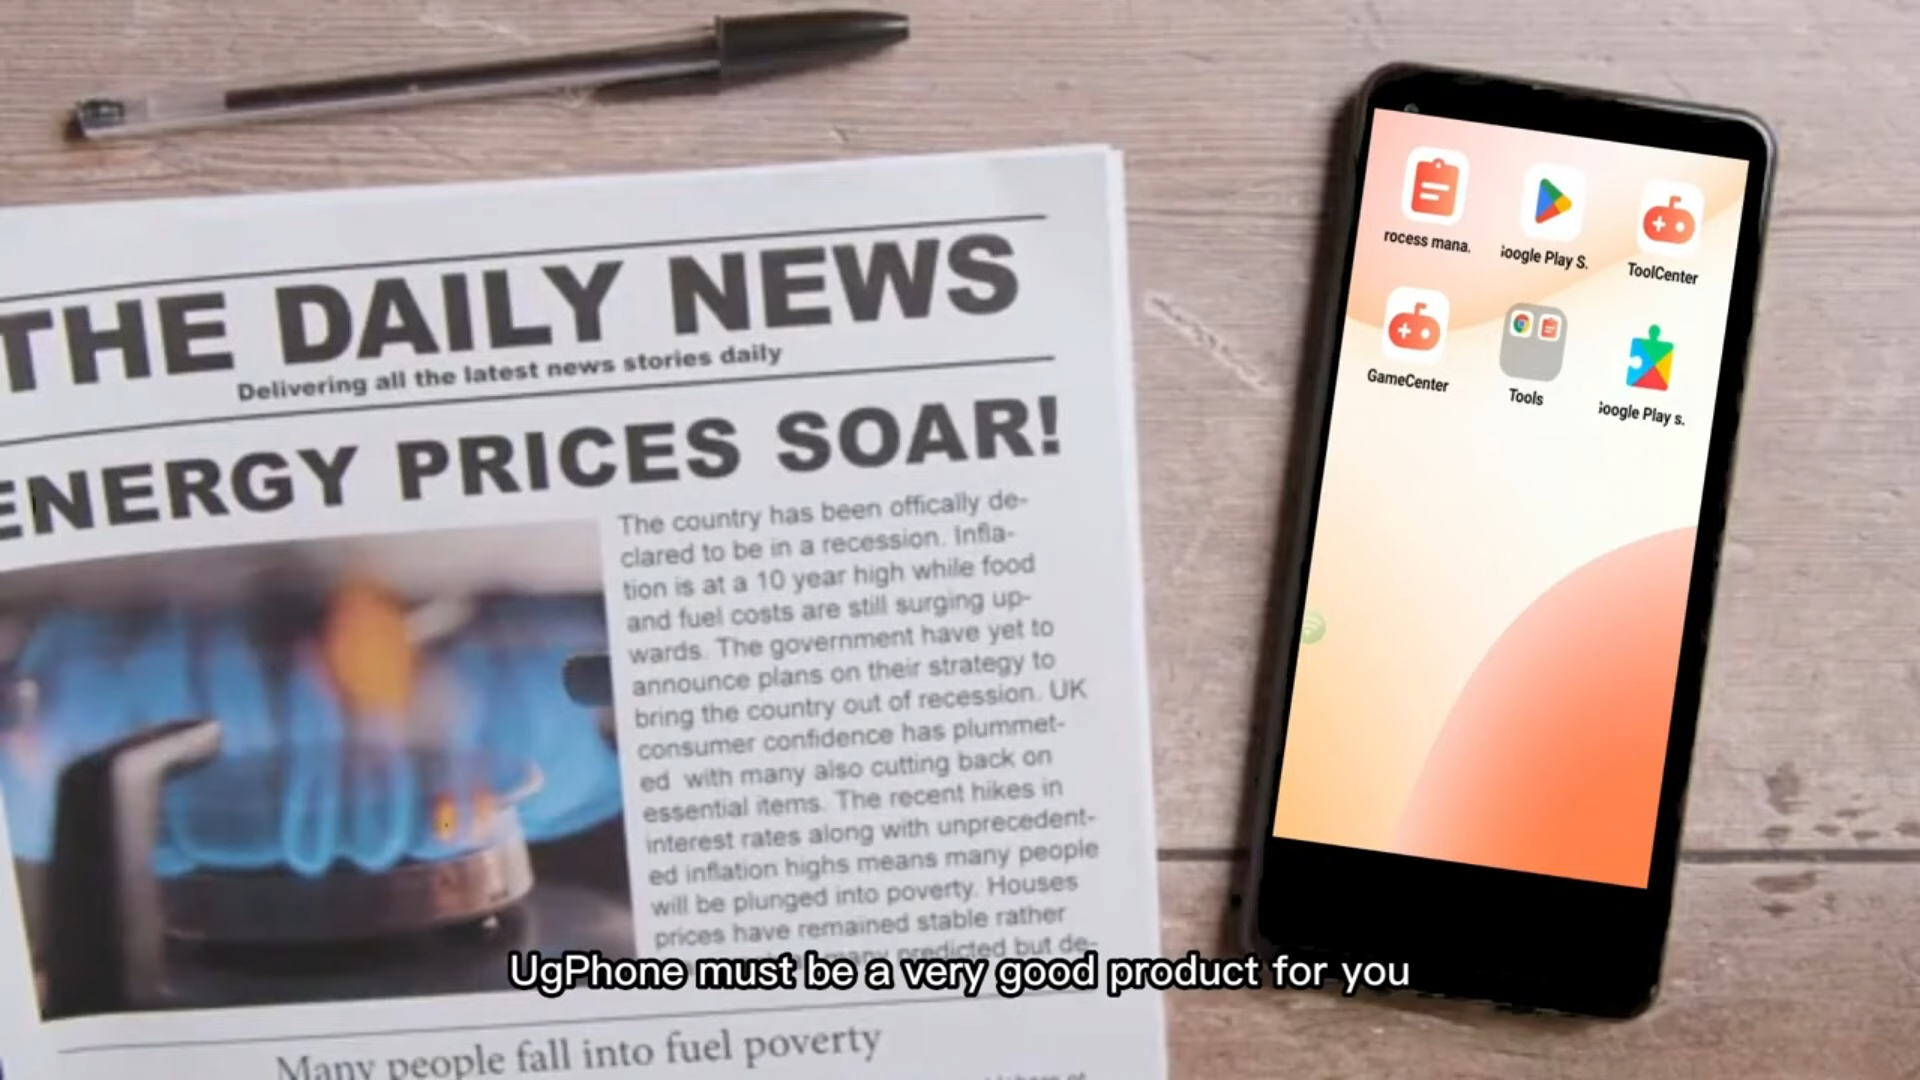 THE DAILY NEWS
Delivering all the latest news stories daily
ENERGY PRICES SOAR!
The country has been offically de-
clared to be in a recession. Infla-
tion is at a 10 year high while food
and fuel costs are still surging up-
wards. The government have yet to
announce plans on their strategy to
bring the country out of recession. UK
consumer confidence has plummet-
ed with many also cutting back on
essential items. The recent hikes in
interest rates along with unprecedent-
ed inflation highs means many people
will be plunged into poverty. Houses
prices have remained stable rather
many predicted but de-
Many people fall into fuel poverty
rocess mana.
oogle Play S.
ToolCenter
GameCenter
Tools
oogle Play s.
UgPhone must be a very good product for you